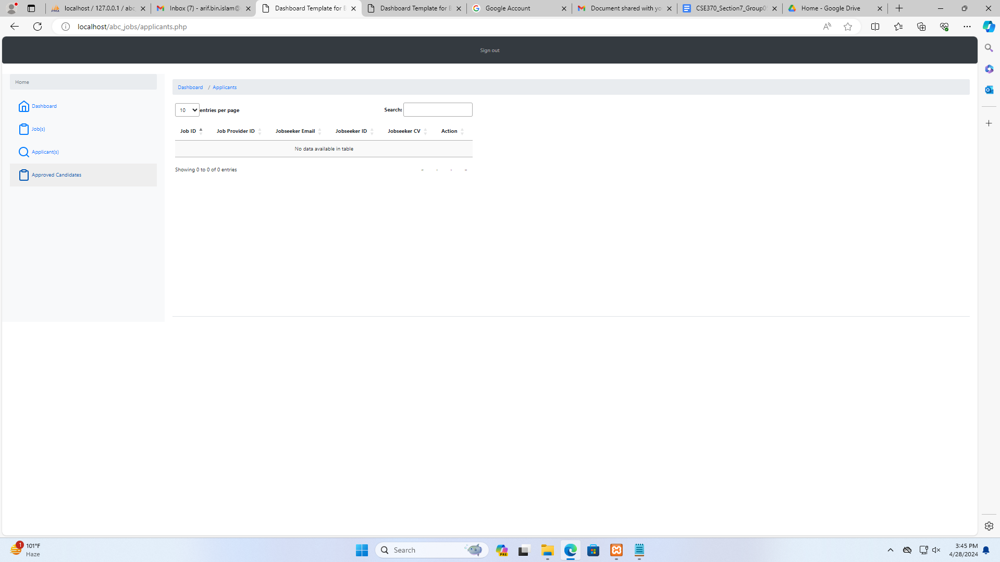 localhost / 127.0.0.1 / abc_
Inbox (7) - arif.bin.islam@
Dashboard Template for B
Dashboard Template for B
Google Account
Document shared with yo
CSE370_Section7_Group0
Home - Google Drive
localhost/abc_jobs/applicants.php
Sign out
Home
Dashboard
Job(s)
Applicant(s)
Approved Candidates
Dashboard / Applicants
10 entries per page Search:
Job ID Job Provider ID Jobseeker Email Jobseeker ID Jobseeker CV Action
No data available in table
Showing 0 to 0 of 0 entries « ‹ › »
1
101°F
Haze
Search
PRE
3:45 PM
4/28/2024